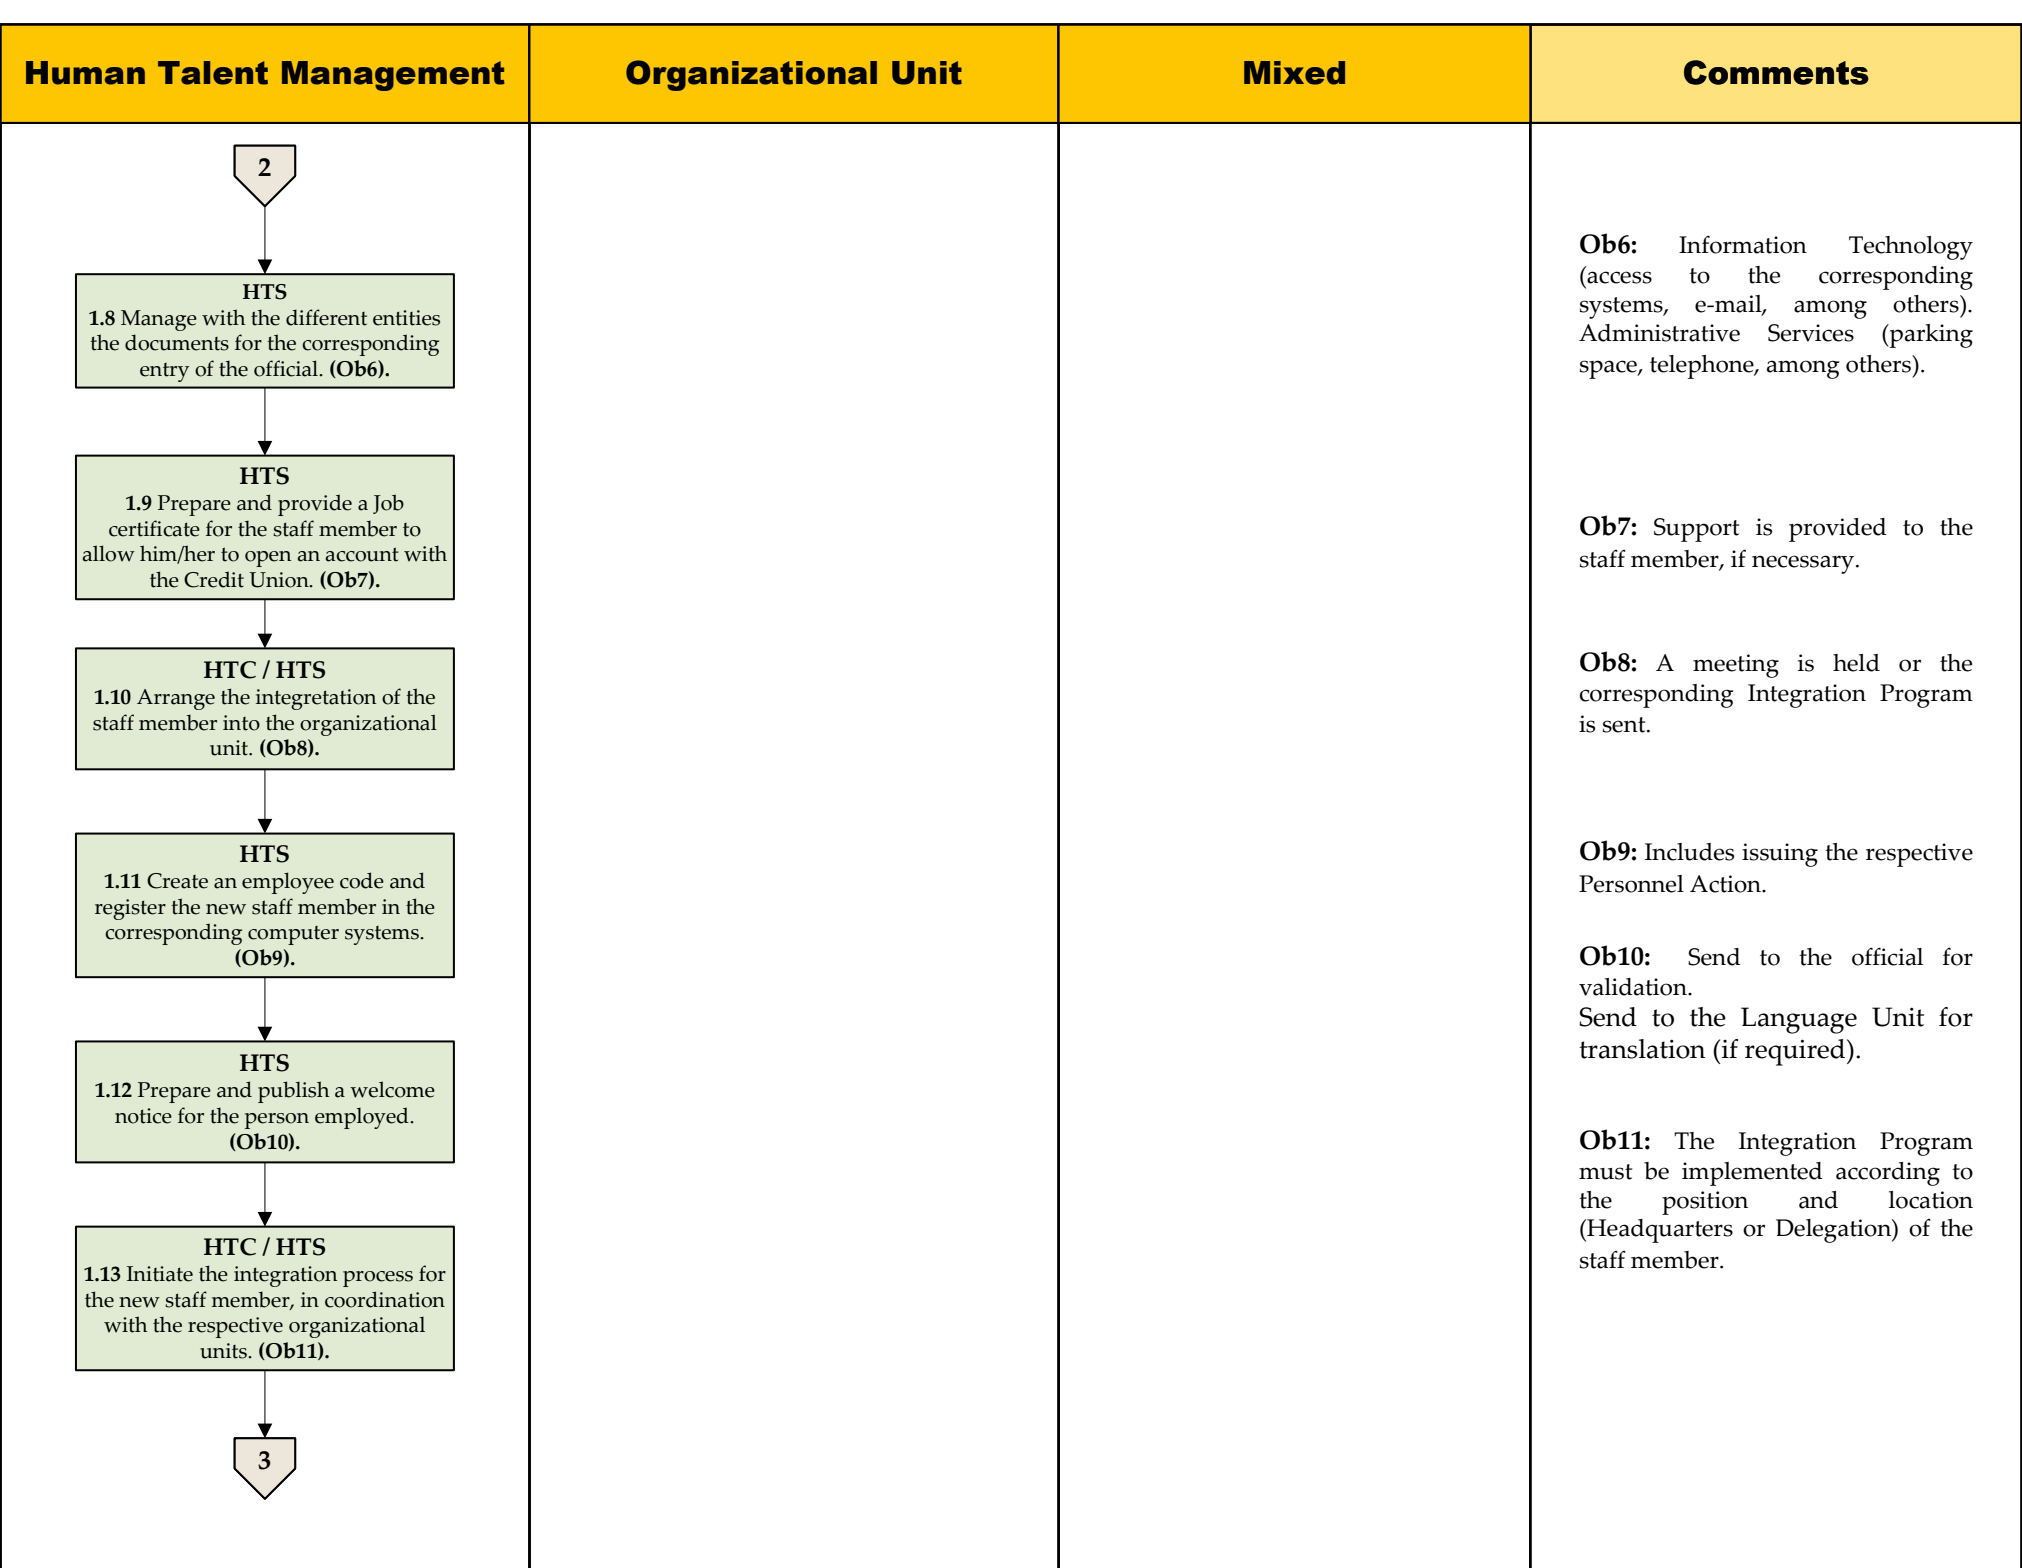 Human Talent Management
Organizational Unit
Mixed
Comments
2
HTS
1.8 Manage with the different entities
the documents for the corresponding
entry of the official. (Ob6).
HTS
1.9 Prepare and provide a Job
certificate for the staff member to
allow him/her to open an account with
the Credit Union. (Ob7).
HTC / HTS
1.10 Arrange the integretation of the
staff member into the organizational
unit. (Ob8).
HTS
1.11 Create an employee code and
register the new staff member in the
corresponding computer systems.
(Ob9).
HTS
1.12 Prepare and publish a welcome
notice for the person employed.
(Ob10).
HTC / HTS
1.13 Initiate the integration process for
the new staff member, in coordination
with the respective organizational
units. (Ob11).
3
Ob6: Information Technology
(access to the corresponding
systems, e-mail, among others).
Administrative Services (parking
space, telephone, among others).
Ob7: Support is provided to the
staff member, if necessary.
Ob8: A meeting is held or the
corresponding Integration Program
is sent.
Ob9: Includes issuing the respective
Personnel Action.
Ob10: Send to the official for
validation.
Send to the Language Unit for
translation (if required).
Ob11: The Integration Program
must be implemented according to
the position and location
(Headquarters or Delegation) of the
staff member.